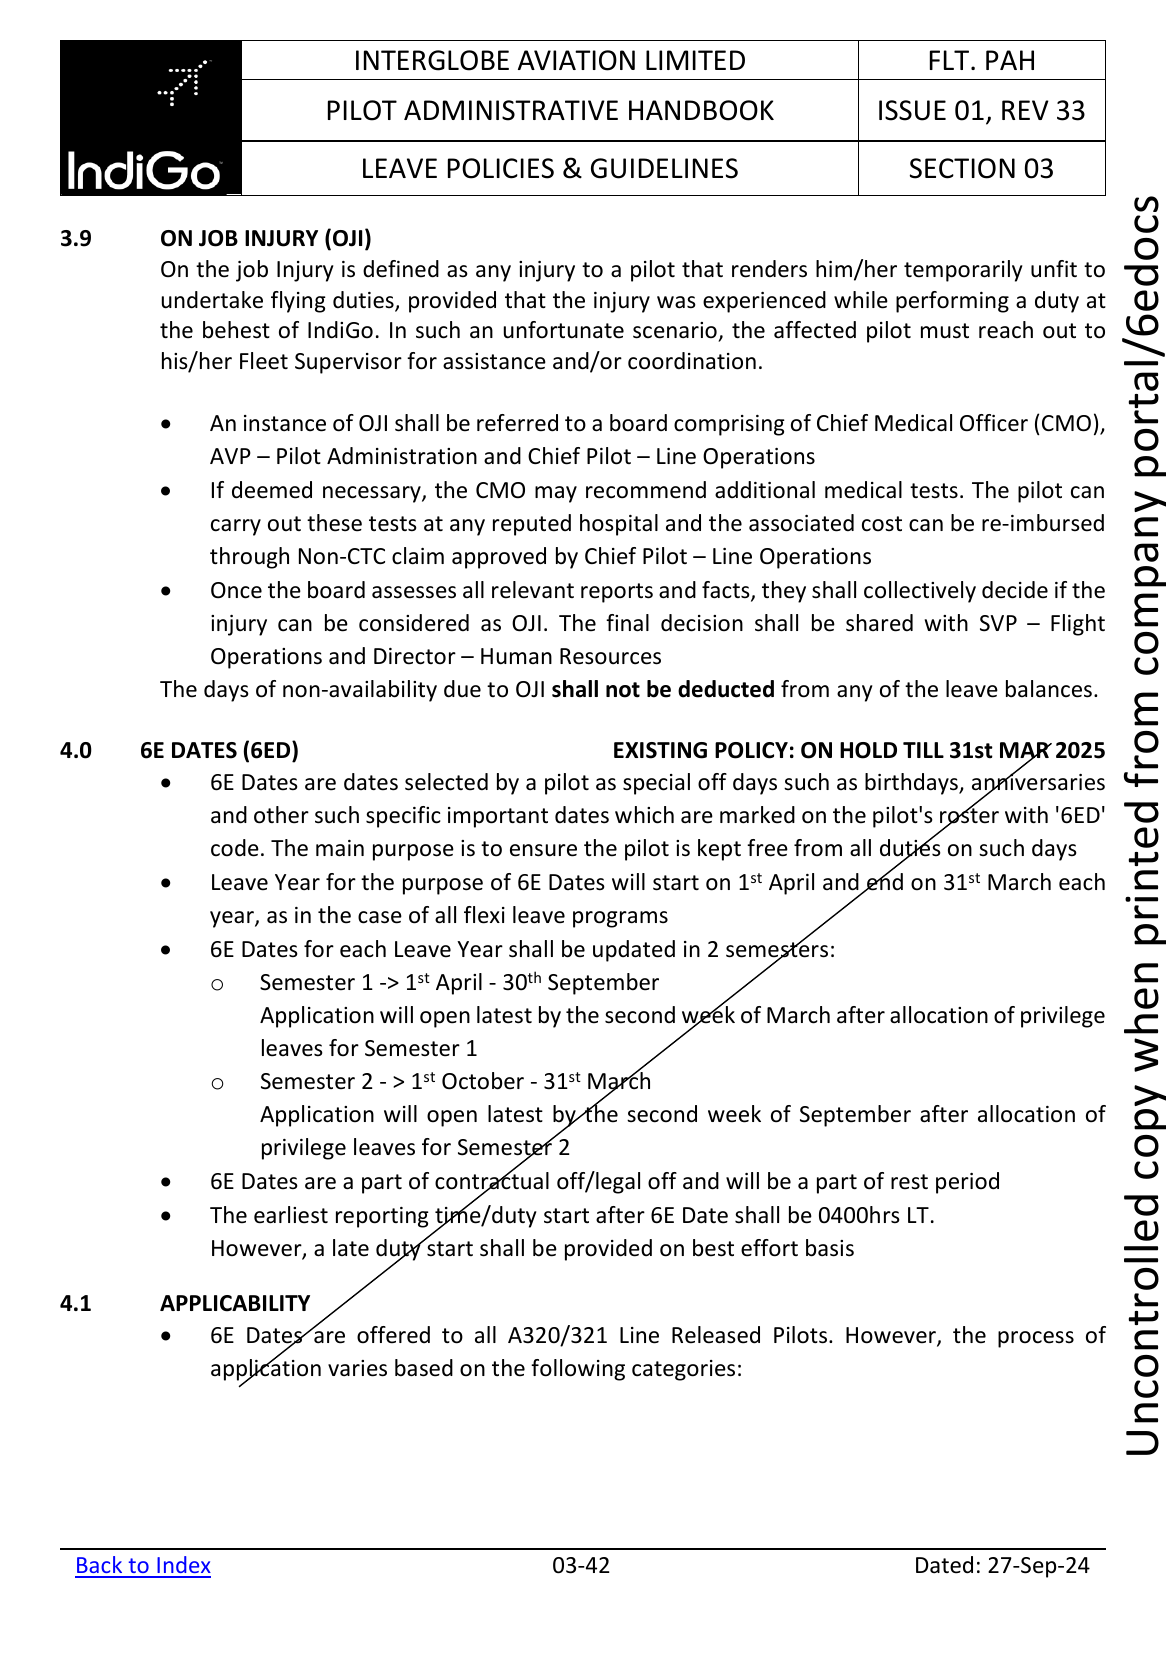 INTERGLOBE AVIATION LIMITED
FLT. PAH
PILOT ADMINISTRATIVE HANDBOOK
ISSUE 01, REV 33
IndiGo
LEAVE POLICIES & GUIDELINES
SECTION 03
3.9 ON JOB INJURY (OJI)
On the job Injury is defined as any injury to a pilot that renders him/her temporarily unfit to
undertake flying duties, provided that the injury was experienced while performing a duty at
the behest of IndiGo. In such an unfortunate scenario, the affected pilot must reach out to
his/her Fleet Supervisor for assistance and/or coordination.
• An instance of OJI shall be referred to a board comprising of Chief Medical Officer (CMO),
AVP – Pilot Administration and Chief Pilot – Line Operations
• If deemed necessary, the CMO may recommend additional medical tests. The pilot can
carry out these tests at any reputed hospital and the associated cost can be re-imbursed
through Non-CTC claim approved by Chief Pilot – Line Operations
• Once the board assesses all relevant reports and facts, they shall collectively decide if the
injury can be considered as OJI. The final decision shall be shared with SVP – Flight
Operations and Director – Human Resources
The days of non-availability due to OJI shall not be deducted from any of the leave balances.
4.0 6E DATES (6ED) EXISTING POLICY: ON HOLD TILL 31st MAR 2025
• 6E Dates are dates selected by a pilot as special off days such as birthdays, anniversaries
and other such specific important dates which are marked on the pilot's roster with '6ED'
code. The main purpose is to ensure the pilot is kept free from all duties on such days
• Leave Year for the purpose of 6E Dates will start on 1st April and end on 31st March each
year, as in the case of all flexi leave programs
• 6E Dates for each Leave Year shall be updated in 2 semesters:
o Semester 1 -> 1st April - 30th September
Application will open latest by the second week of March after allocation of privilege
leaves for Semester 1
o Semester 2 - > 1st October - 31st March
Application will open latest by the second week of September after allocation of
privilege leaves for Semester 2
• 6E Dates are a part of contractual off/legal off and will be a part of rest period
• The earliest reporting time/duty start after 6E Date shall be 0400hrs LT.
However, a late duty start shall be provided on best effort basis
4.1 APPLICABILITY
• 6E Dates are offered to all A320/321 Line Released Pilots. However, the process of
application varies based on the following categories:
Back to Index 03-42 Dated: 27-Sep-24
Uncontrolled copy when printed from company portal/6edocs